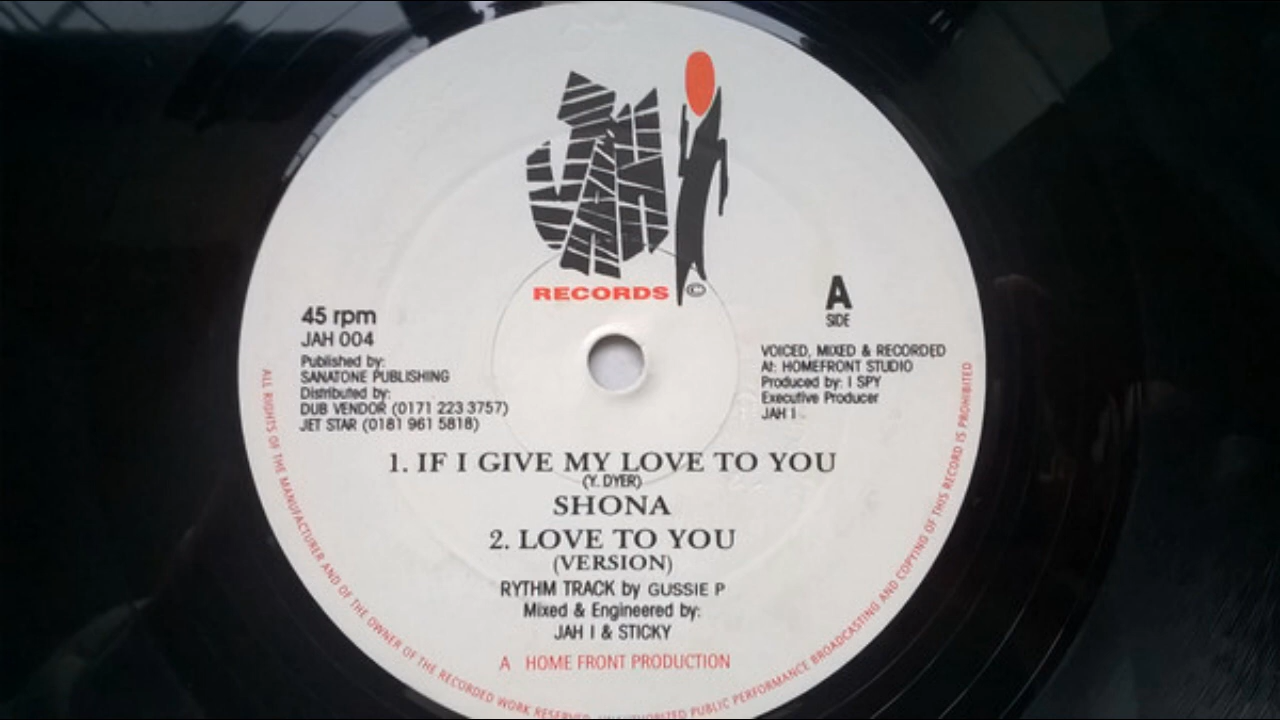 JAH I
RECORDS ©
45 rpm
JAH 004
Published by:
SANATONE PUBLISHING
Distributed by:
DUB VENDOR (0171 223 3757)
JET STAR (0181 961 5818)
A
SIDE
VOICED, MIXED & RECORDED
At: HOMEFRONT STUDIO
Produced by: I SPY
Executive Producer
JAH I
1. IF I GIVE MY LOVE TO YOU
(Y. DYER)
SHONA
2. LOVE TO YOU
(VERSION)
RYTHM TRACK by GUSSIE P
Mixed & Engineered by:
JAH I & STICKY
A HOME FRONT PRODUCTION
ALL RIGHTS OF THE MANUFACTURER AND OF THE OWNER OF THE RECORDED WORK RESERVED. UNAUTHORIZED PUBLIC PERFORMANCE BROADCASTING AND COPYING OF THIS RECORD IS PROHIBITED